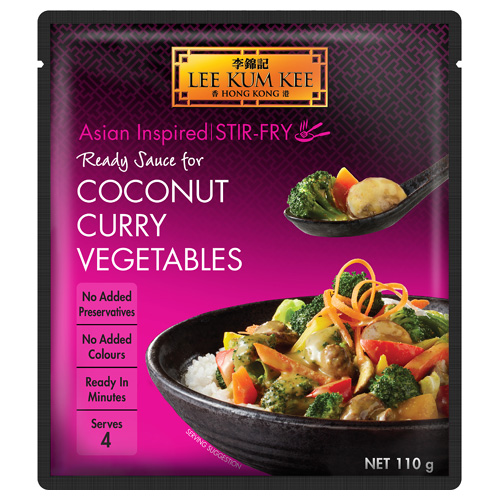 李錦記
LEE KUM KEE
香 HONG KONG 港
Asian Inspired|STIR-FRY
Ready Sauce for
COCONUT
CURRY
VEGETABLES
No Added
Preservatives
No Added
Colours
Ready In
Minutes
Serves
4
SERVING SUGGESTION
NET 110 g